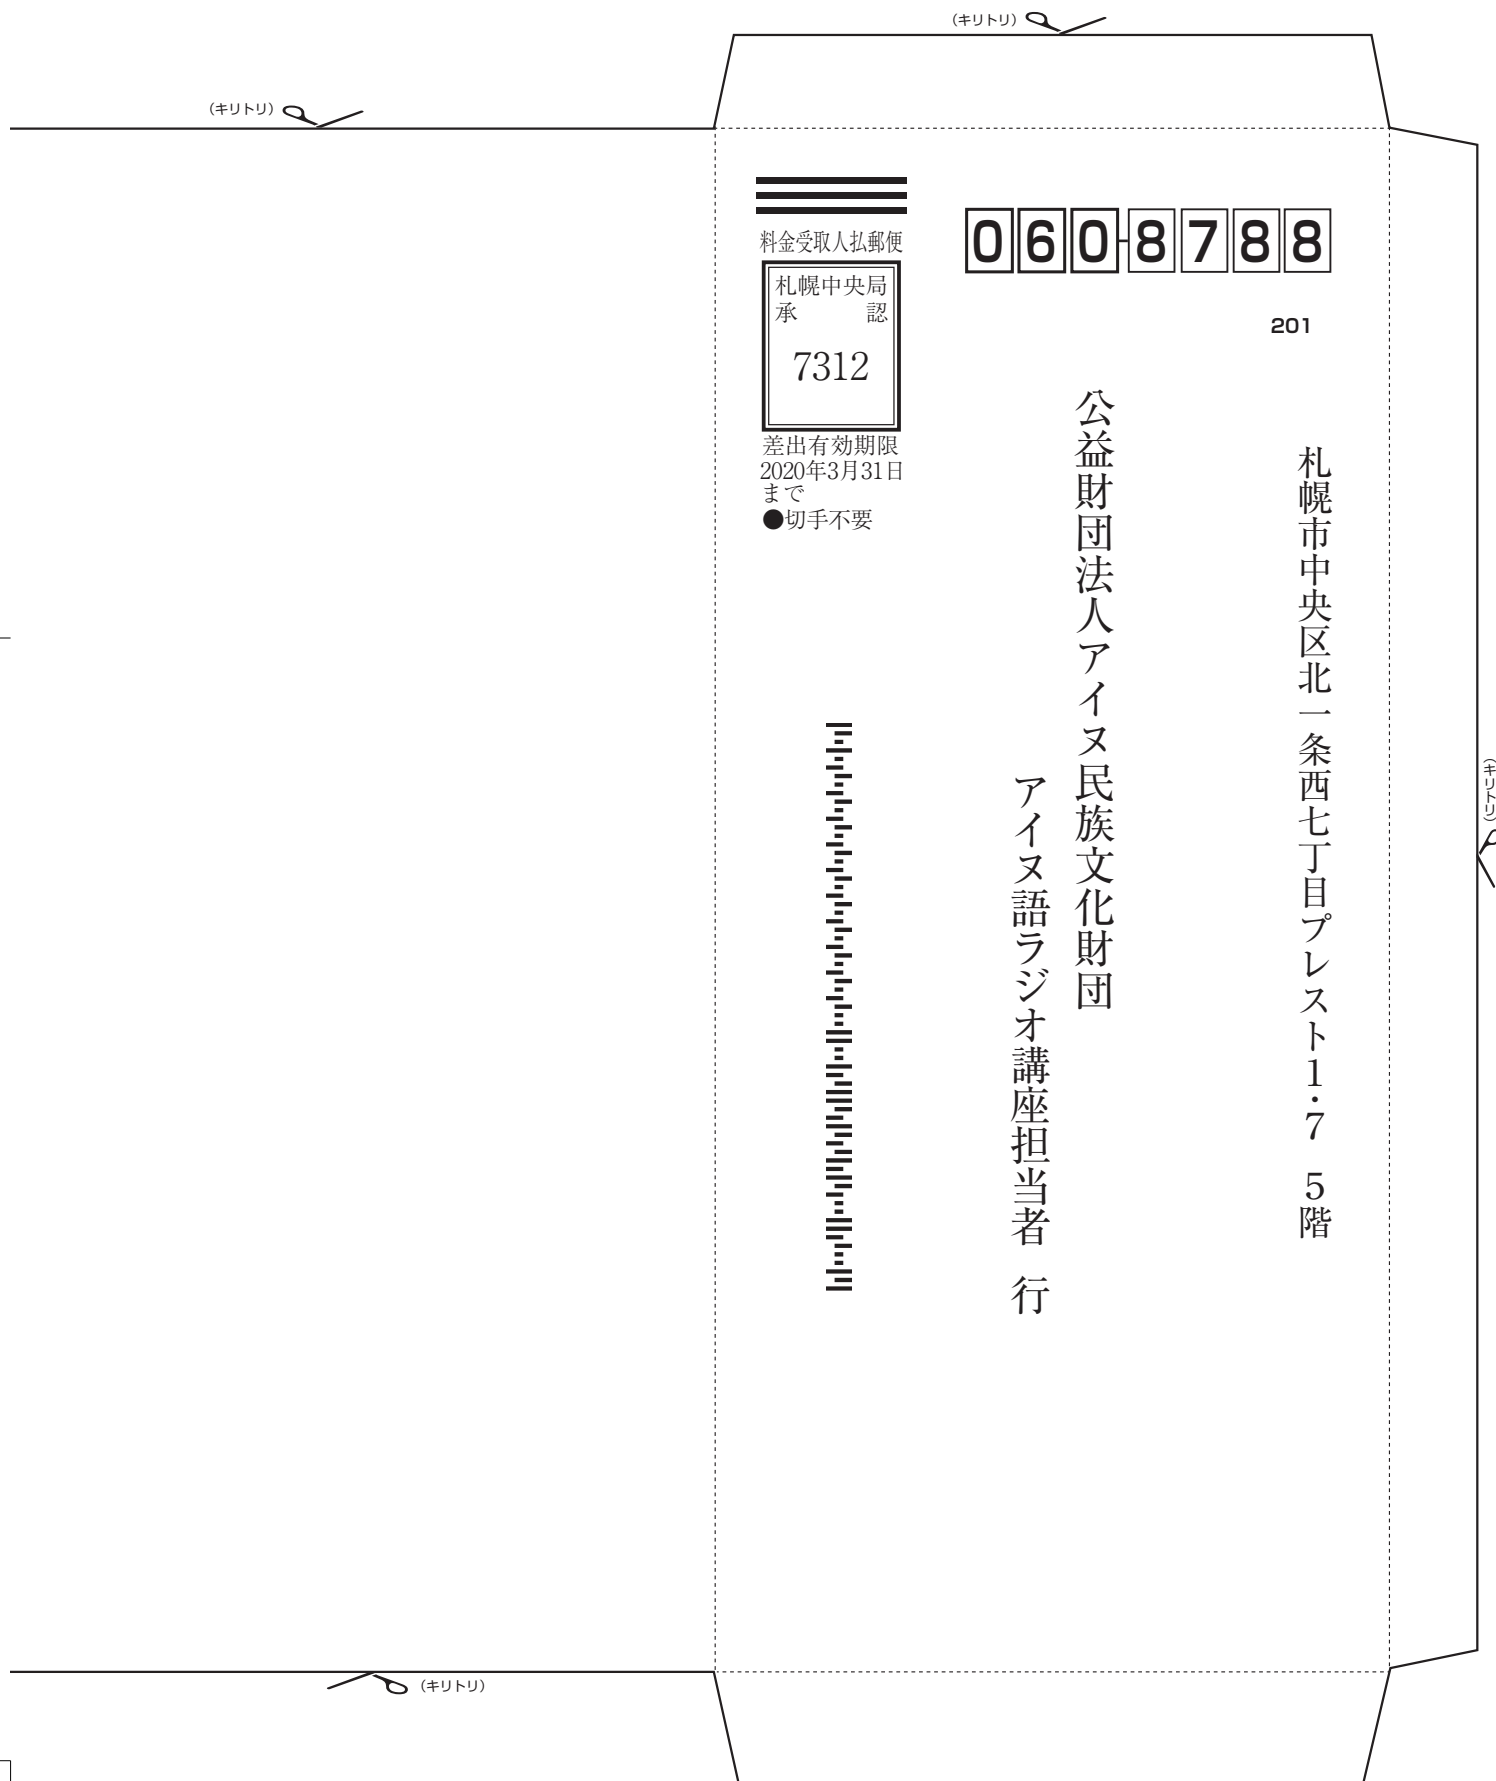 （キリトリ）
（キリトリ）
料金受取人払郵便
札幌中央局
承　　認
7312
差出有効期限
2020年3月31日
まで
●切手不要
060-8788
201
札幌市中央区北一条西七丁目プレスト1・7　5階
公益財団法人アイヌ民族文化財団
アイヌ語ラジオ講座担当者　行
（キリトリ）
（キリトリ）